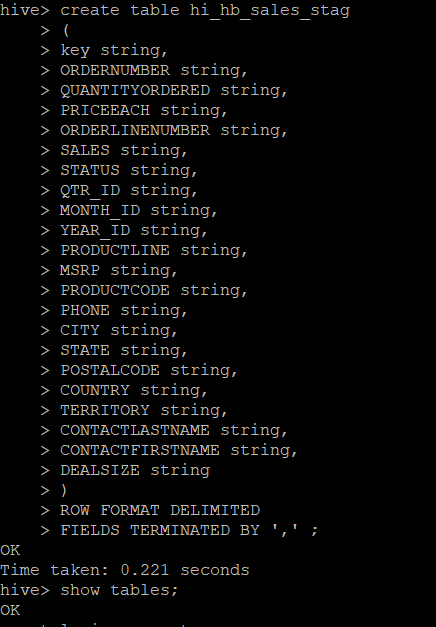 hive> create table hi_hb_sales_stag
    > (
    > key string,
    > ORDERNUMBER string,
    > QUANTITYORDERED string,
    > PRICEEACH string,
    > ORDERLINENUMBER string,
    > SALES string,
    > STATUS string,
    > QTR_ID string,
    > MONTH_ID string,
    > YEAR_ID string,
    > PRODUCTLINE string,
    > MSRP string,
    > PRODUCTCODE string,
    > PHONE string,
    > CITY string,
    > STATE string,
    > POSTALCODE string,
    > COUNTRY string,
    > TERRITORY string,
    > CONTACTLASTNAME string,
    > CONTACTFIRSTNAME string,
    > DEALSIZE string
    > )
    > ROW FORMAT DELIMITED
    > FIELDS TERMINATED BY ',' ;
OK
Time taken: 0.221 seconds
hive> show tables;
OK